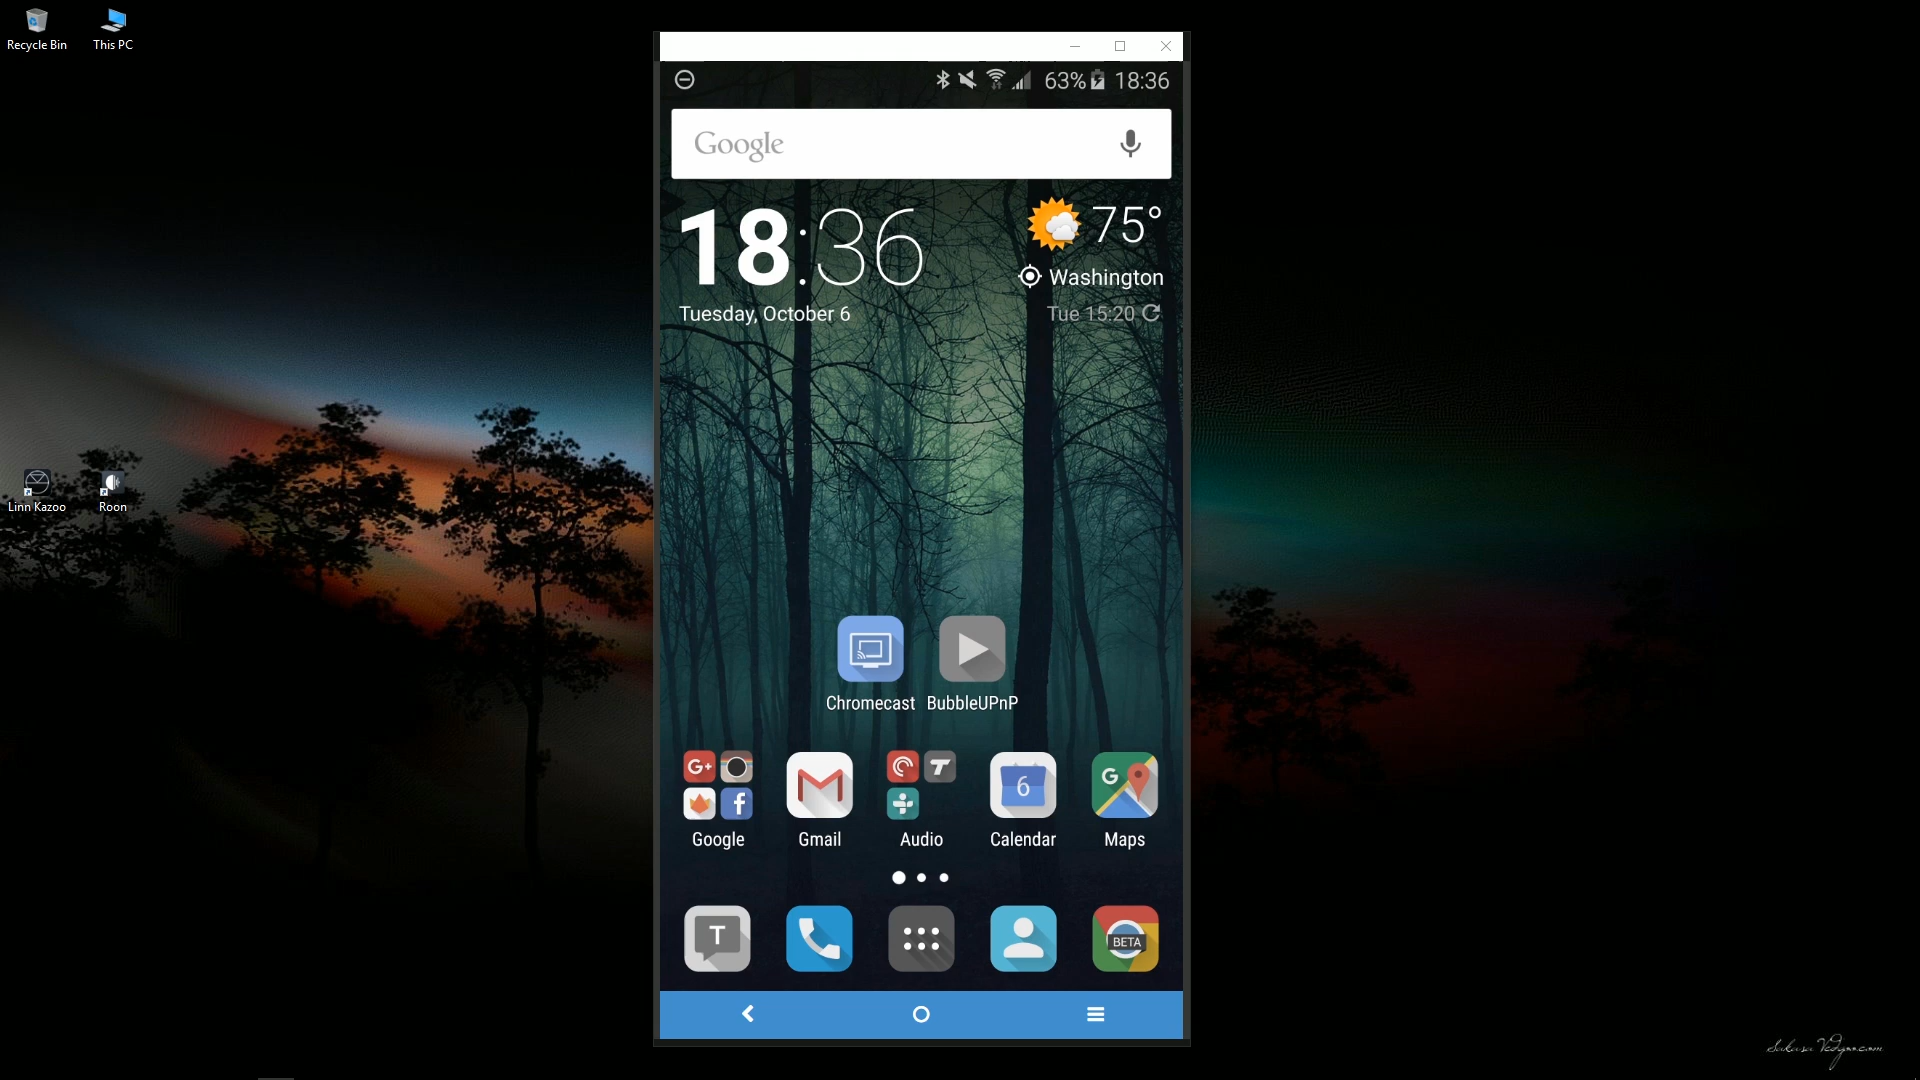 Recycle Bin
This PC
63% 18:36
Google
18:36
75°
Washington
Tuesday, October 6
Tue 15:20
Linn Kazoo
Roon
Chromecast
BubbleUPnP
G+
f
T
6
G
Google
Gmail
Audio
Calendar
Maps
T
BETA